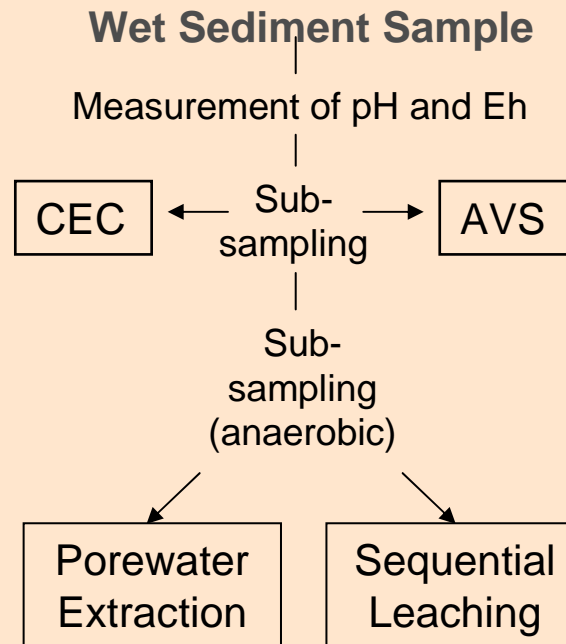 Wet Sediment Sample
Measurement of pH and Eh
CEC
Sub-
sampling
AVS
Sub-
sampling
(anaerobic)
Porewater
Extraction
Sequential
Leaching